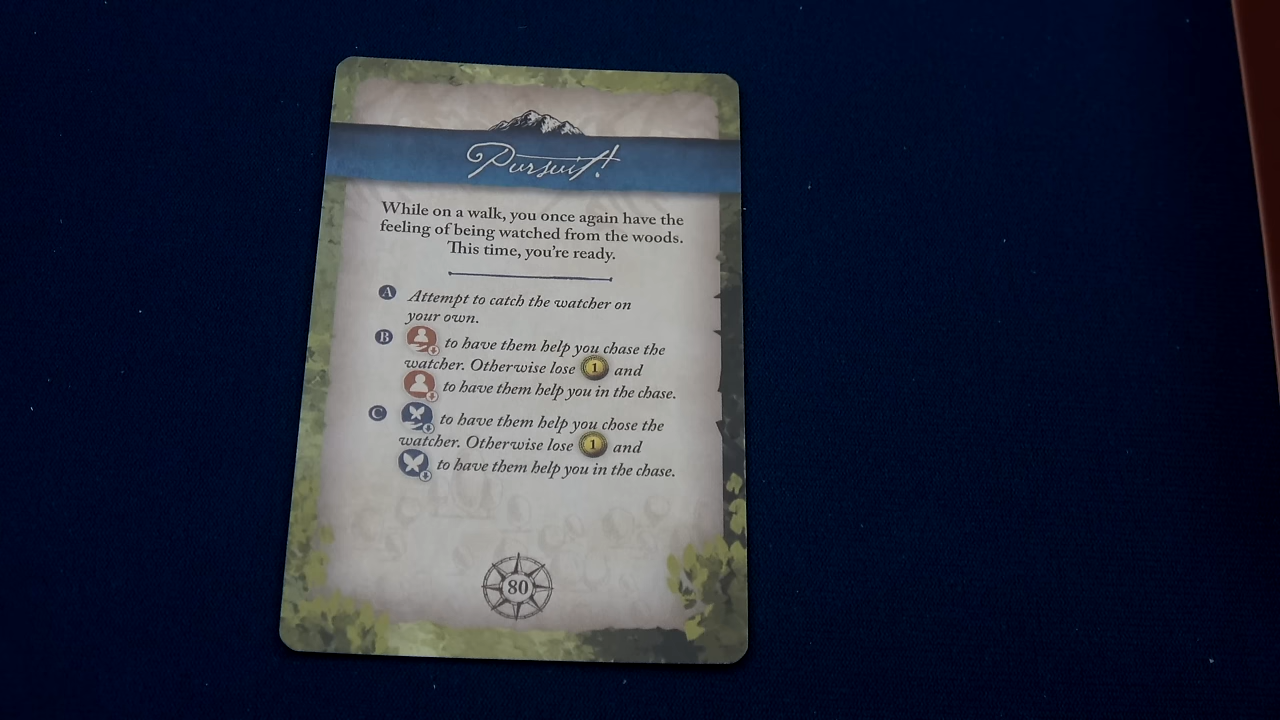 Pursuit!
While on a walk, you once again have the
feeling of being watched from the woods.
This time, you're ready.
A Attempt to catch the watcher on
your own.
B to have them help you chase the
watcher. Otherwise lose 1 and
to have them help you in the chase.
C to have them help you chose the
watcher. Otherwise lose 1 and
to have them help you in the chase.
80